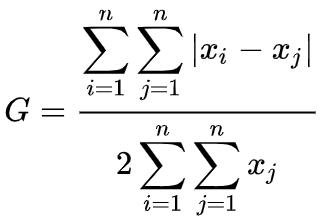 G = \frac{\sum_{i=1}^{n} \sum_{j=1}^{n} |x_i - x_j|}{2 \sum_{i=1}^{n} \sum_{j=1}^{n} x_j}